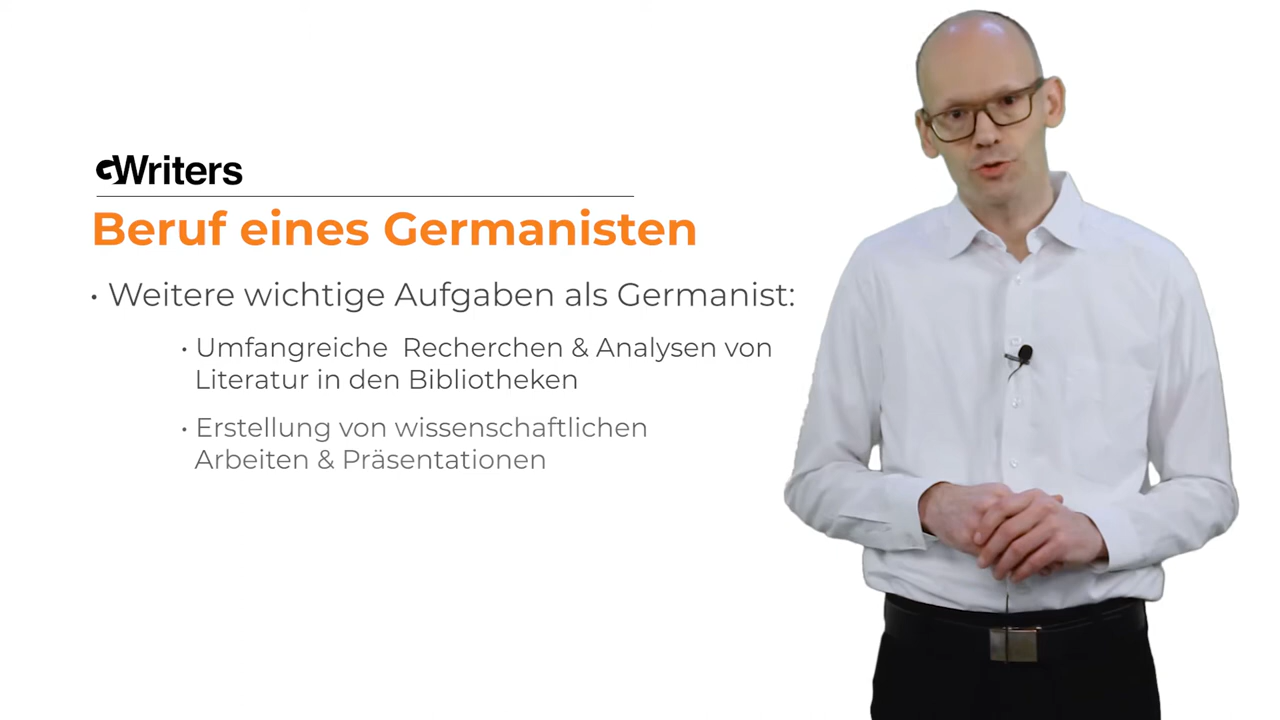 GWriters
Beruf eines Germanisten
• Weitere wichtige Aufgaben als Germanist:
• Umfangreiche Recherchen & Analysen von
Literatur in den Bibliotheken
• Erstellung von wissenschaftlichen
Arbeiten & Präsentationen